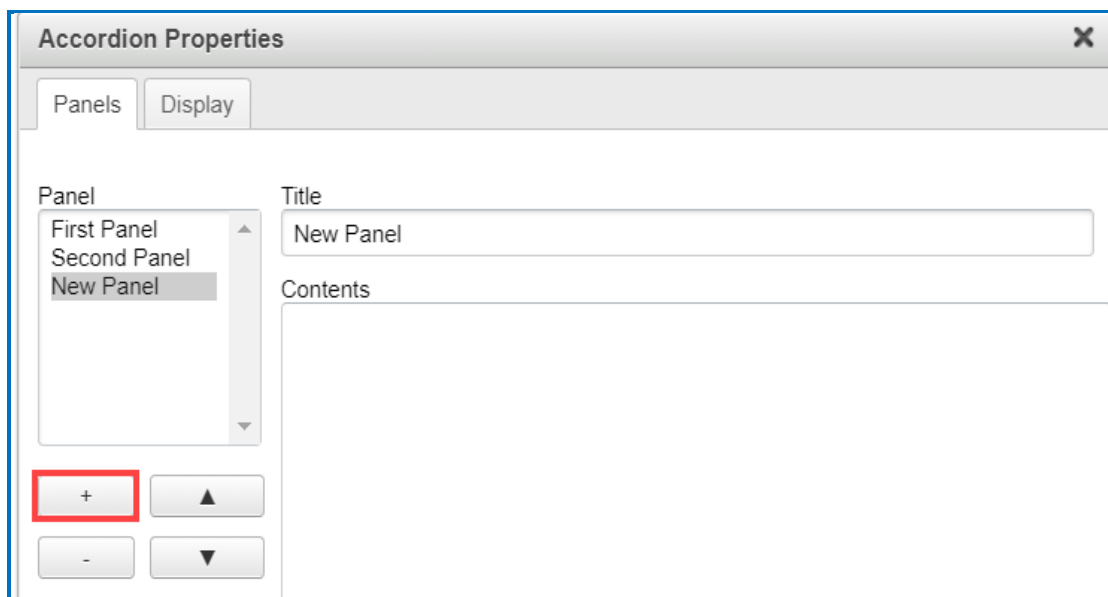 Accordion Properties
Panels Display
Panel
First Panel
Second Panel
New Panel
+
-
Title
New Panel
Contents